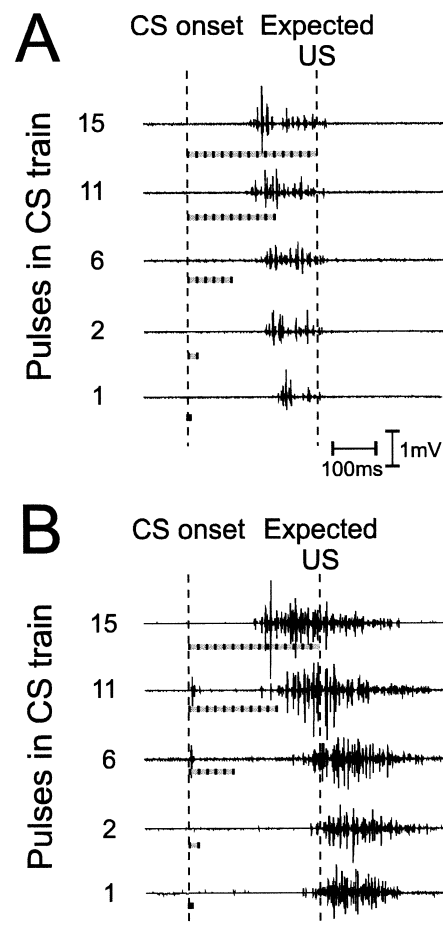 A
CS onset Expected
US
Pulses in CS train
15
11
6
2
1
100ms
1mV
B
CS onset Expected
US
Pulses in CS train
15
11
6
2
1